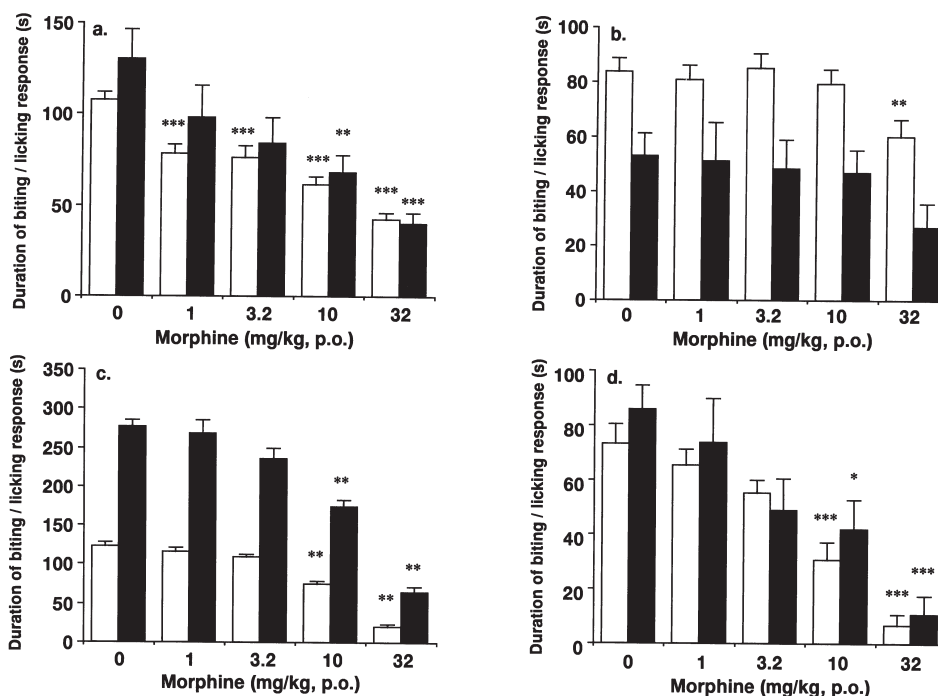 a.
Duration of biting / licking response (s)
150
100
50
0
*** *** *** ** *** ***
0 1 3.2 10 32
Morphine (mg/kg, p.o.)
b.
Duration of biting / licking response (s)
100
80
60
40
20
0
**
0 1 3.2 10 32
Morphine (mg/kg, p.o.)
c.
Duration of biting / licking response (s)
350
300
250
200
150
100
50
0
** ** ** **
0 1 3.2 10 32
Morphine (mg/kg, p.o.)
d.
Duration of biting / licking response (s)
100
80
60
40
20
0
*** * *** ***
0 1 3.2 10 32
Morphine (mg/kg, p.o.)